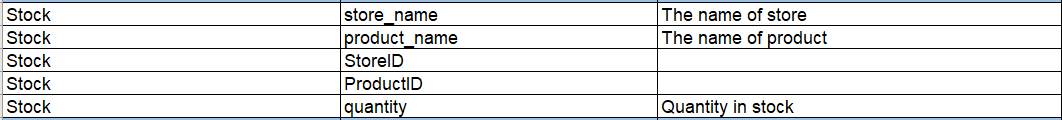 Stock store_name The name of store
Stock product_name The name of product
Stock StoreID
Stock ProductID
Stock quantity Quantity in stock